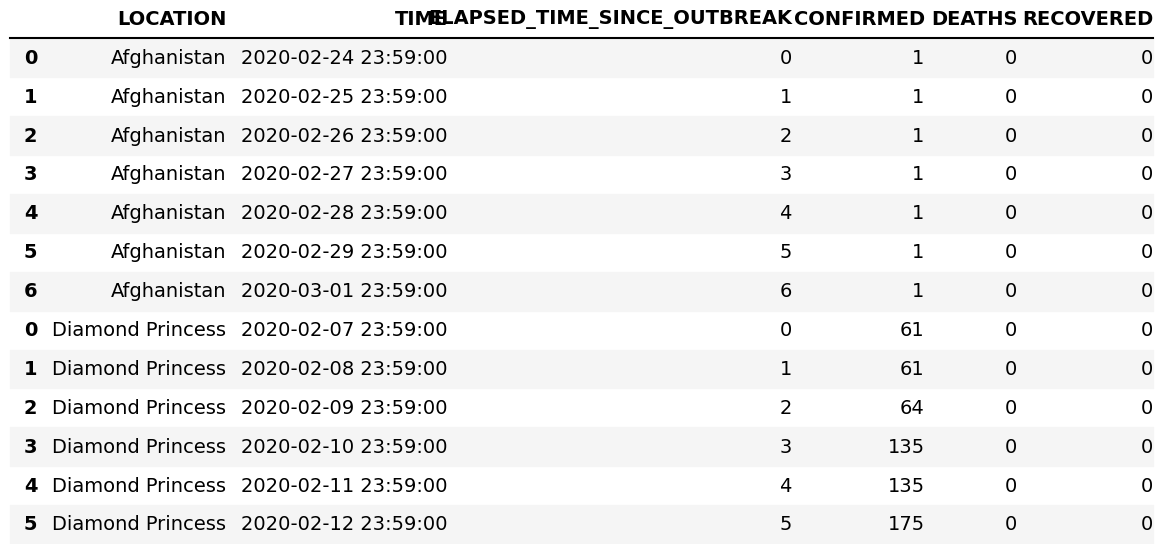 LOCATION TIME ELAPSED_TIME_SINCE_OUTBREAK CONFIRMED DEATHS RECOVERED
0 Afghanistan 2020-02-24 23:59:00 0 1 0 0
1 Afghanistan 2020-02-25 23:59:00 1 1 0 0
2 Afghanistan 2020-02-26 23:59:00 2 1 0 0
3 Afghanistan 2020-02-27 23:59:00 3 1 0 0
4 Afghanistan 2020-02-28 23:59:00 4 1 0 0
5 Afghanistan 2020-02-29 23:59:00 5 1 0 0
6 Afghanistan 2020-03-01 23:59:00 6 1 0 0
0 Diamond Princess 2020-02-07 23:59:00 0 61 0 0
1 Diamond Princess 2020-02-08 23:59:00 1 61 0 0
2 Diamond Princess 2020-02-09 23:59:00 2 64 0 0
3 Diamond Princess 2020-02-10 23:59:00 3 135 0 0
4 Diamond Princess 2020-02-11 23:59:00 4 135 0 0
5 Diamond Princess 2020-02-12 23:59:00 5 175 0 0